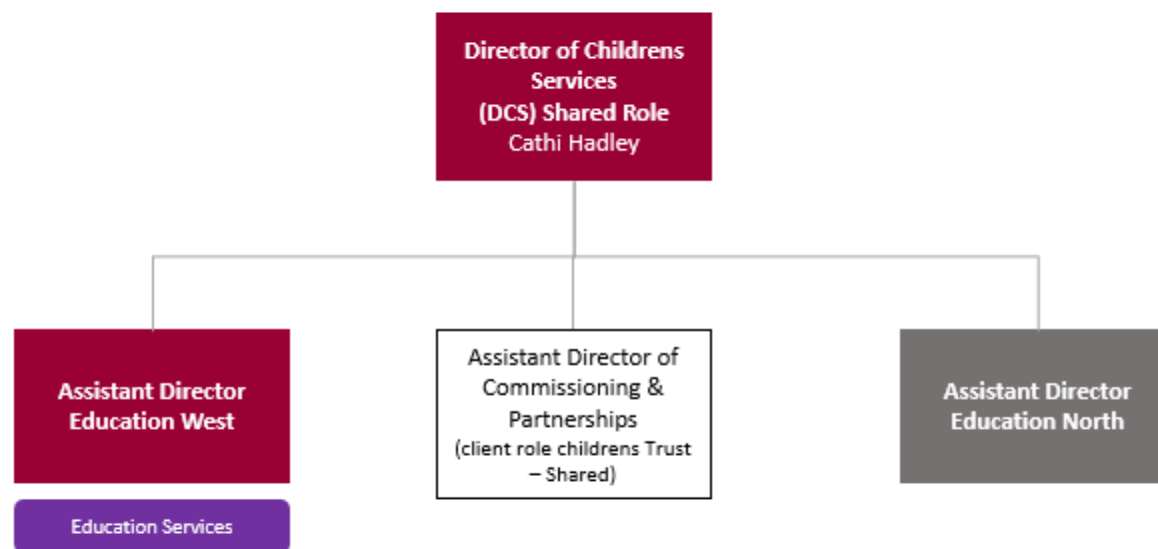 Director of Childrens
Services
(DCS) Shared Role
Cathi Hadley
Assistant Director
Education West
Assistant Director of
Commissioning &
Partnerships
(client role childrens Trust
– Shared)
Assistant Director
Education North
Education Services